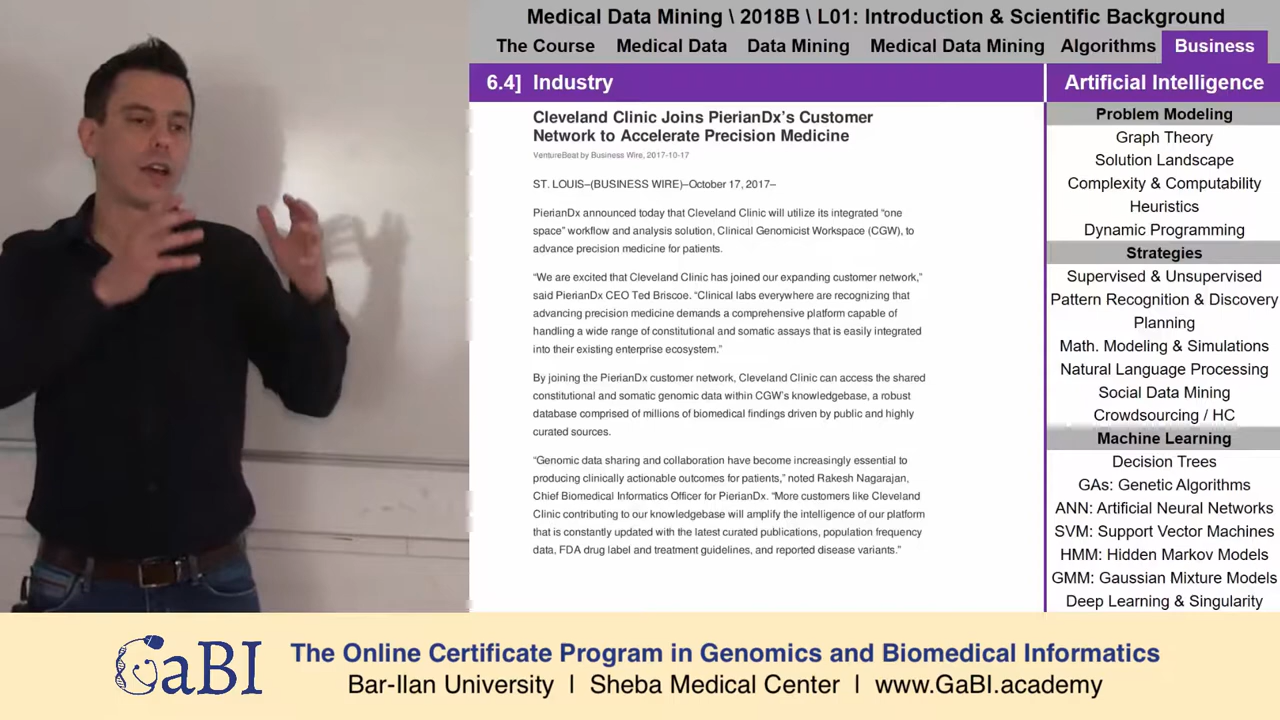 Medical Data Mining \ 2018B \ L01: Introduction & Scientific Background
The Course Medical Data Data Mining Medical Data Mining Algorithms Business
6.4] Industry
Cleveland Clinic Joins PierianDx’s Customer
Network to Accelerate Precision Medicine
VentureBeat by Business Wire, 2017-10-17
ST. LOUIS–(BUSINESS WIRE)–October 17, 2017–
PierianDx announced today that Cleveland Clinic will utilize its integrated “one
space” workflow and analysis solution, Clinical Genomicist Workspace (CGW), to
advance precision medicine for patients.
“We are excited that Cleveland Clinic has joined our expanding customer network,”
said PierianDx CEO Ted Briscoe. “Clinical labs everywhere are recognizing that
advancing precision medicine demands a comprehensive platform capable of
handling a wide range of constitutional and somatic assays that is easily integrated
into their existing enterprise ecosystem.”
By joining the PierianDx customer network, Cleveland Clinic can access the shared
constitutional and somatic genomic data within CGW’s knowledgebase, a robust
database comprised of millions of biomedical findings driven by public and highly
curated sources.
“Genomic data sharing and collaboration have become increasingly essential to
producing clinically actionable outcomes for patients,” noted Rakesh Nagarajan,
Chief Biomedical Informatics Officer for PierianDx. “More customers like Cleveland
Clinic contributing to our knowledgebase will amplify the intelligence of our platform
that is constantly updated with the latest curated publications, population frequency
data, FDA drug label and treatment guidelines, and reported disease variants.”
Artificial Intelligence
Problem Modeling
Graph Theory
Solution Landscape
Complexity & Computability
Heuristics
Dynamic Programming
Strategies
Supervised & Unsupervised
Pattern Recognition & Discovery
Planning
Math. Modeling & Simulations
Natural Language Processing
Social Data Mining
Crowdsourcing / HC
Machine Learning
Decision Trees
GAs: Genetic Algorithms
ANN: Artificial Neural Networks
SVM: Support Vector Machines
HMM: Hidden Markov Models
GMM: Gaussian Mixture Models
Deep Learning & Singularity
GaBI
The Online Certificate Program in Genomics and Biomedical Informatics
Bar-Ilan University | Sheba Medical Center | www.GaBI.academy